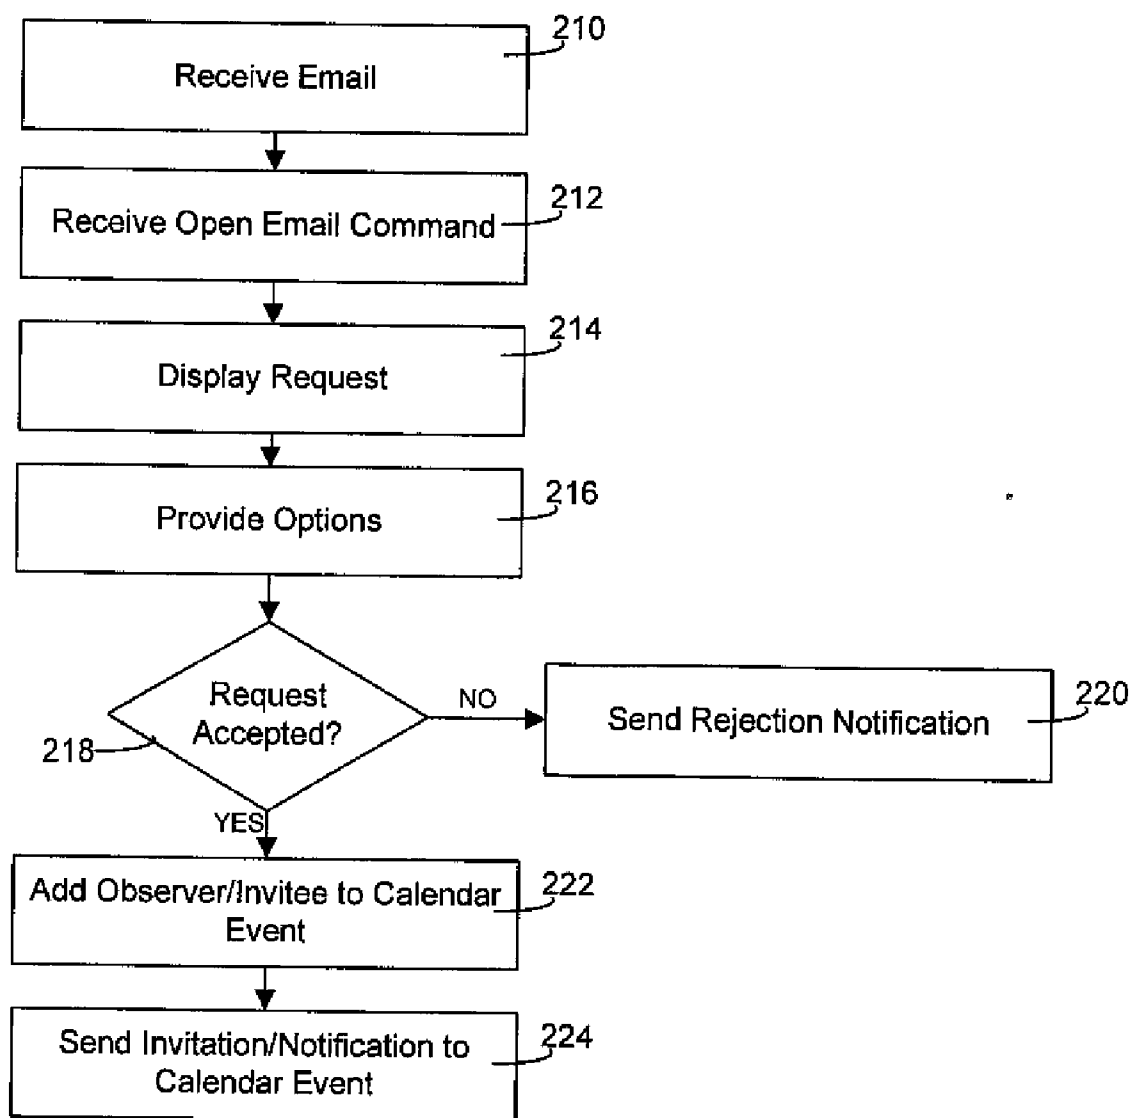 210
Receive Email
212
Receive Open Email Command
214
Display Request
216
Provide Options
Request
Accepted?
218
NO
Send Rejection Notification
220
YES
Add Observer/Invitee to Calendar
Event
222
Send Invitation/Notification to
Calendar Event
224